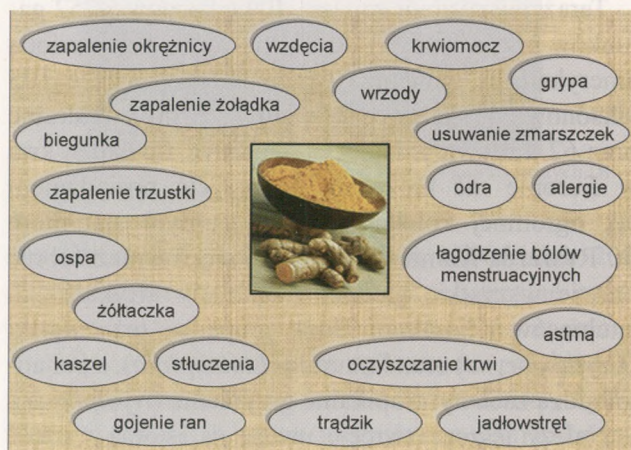 zapalenie okrężnicy
wzdęcia
krwiomocz
grypa
zapalenie żołądka
wrzody
biegunka
usuwanie zmarszczek
zapalenie trzustki
odra
alergie
ospa
łagodzenie bólów
menstruacyjnych
żółtaczka
astma
kaszel
stłuczenia
oczyszczanie krwi
gojenie ran
trądzik
jadłowstręt